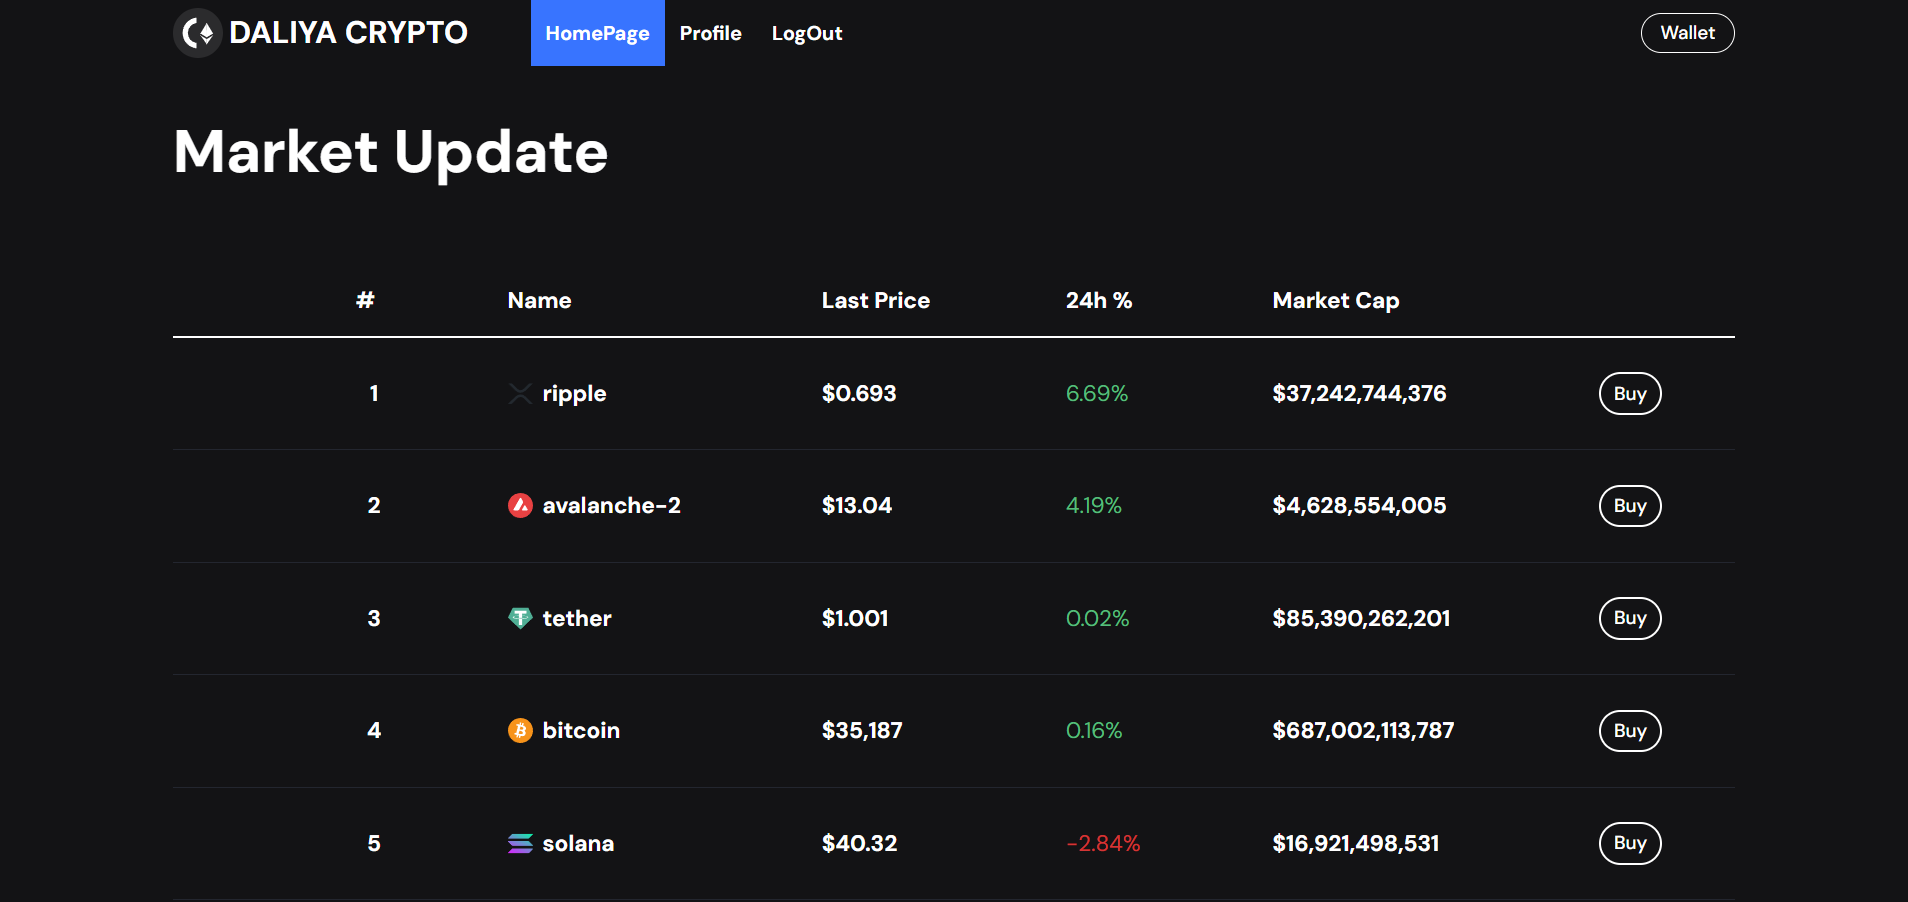 DALIYA CRYPTO HomePage Profile LogOut Wallet
Market Update
# Name Last Price 24h % Market Cap
1 ripple $0.693 6.69% $37,242,744,376 Buy
2 avalanche-2 $13.04 4.19% $4,628,554,005 Buy
3 tether $1.001 0.02% $85,390,262,201 Buy
4 bitcoin $35,187 0.16% $687,002,113,787 Buy
5 solana $40.32 -2.84% $16,921,498,531 Buy